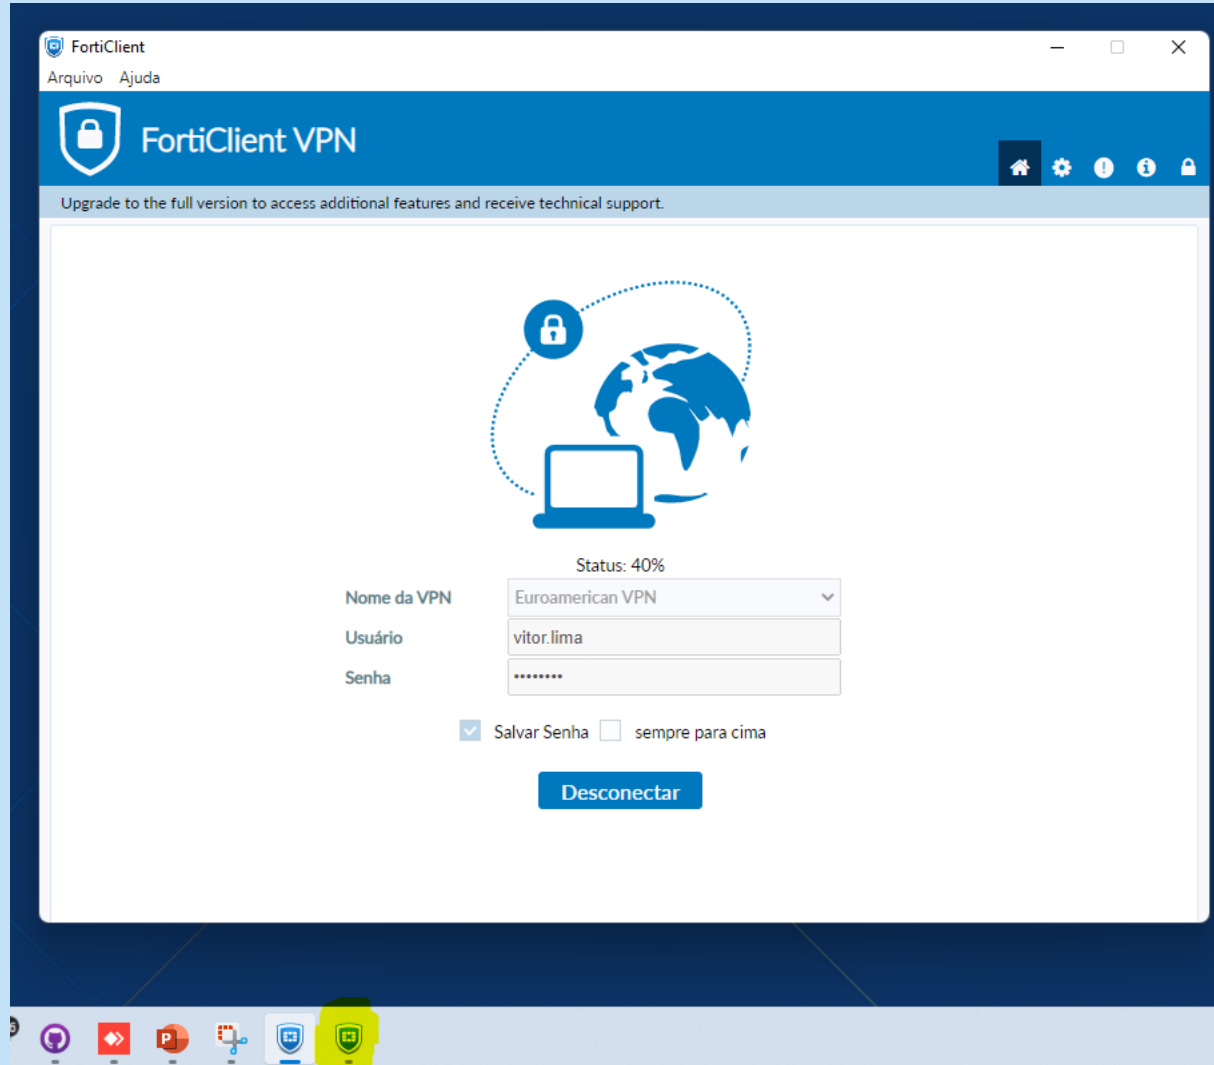 FortiClient
Arquivo Ajuda
FortiClient VPN
Upgrade to the full version to access additional features and receive technical support.
Status: 40%
Nome da VPN Euroamerican VPN
Usuário vitor.lima
Senha ••••••••
Salvar Senha sempre para cima
Desconectar
P